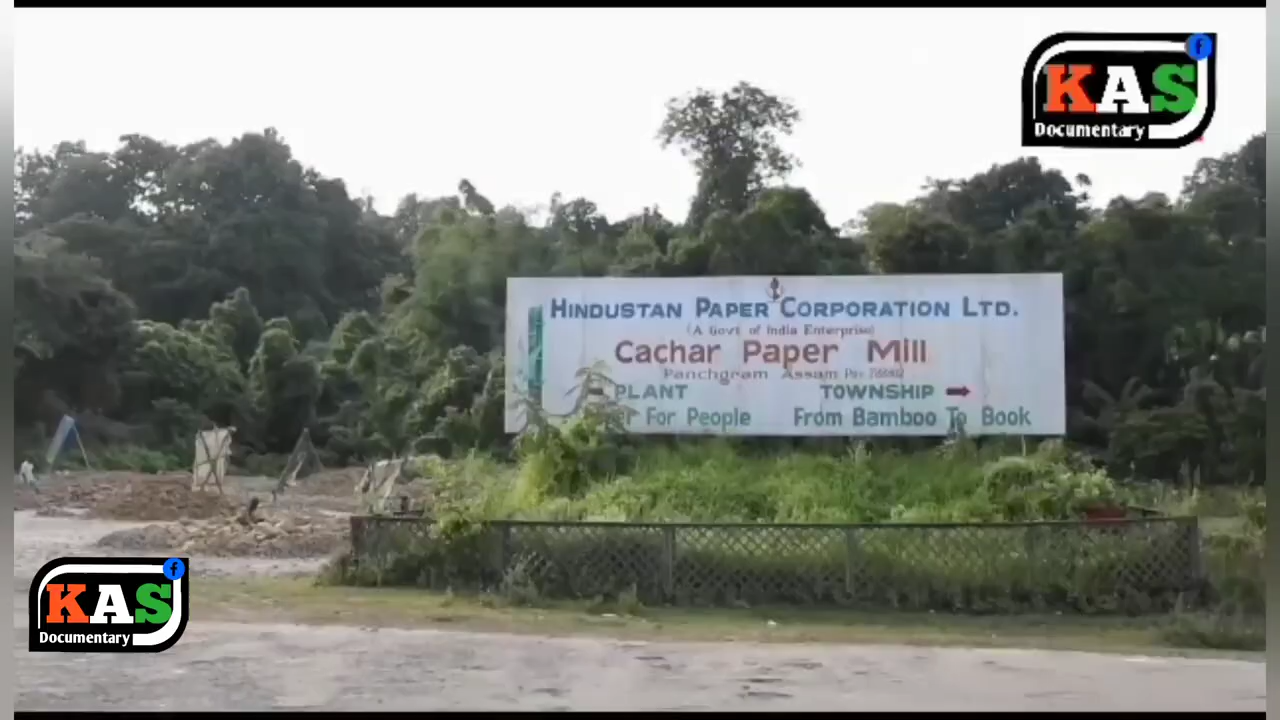 KAS
Documentary
HINDUSTAN PAPER CORPORATION LTD.
(A Govt of India Enterprise)
Cachar Paper Mill
Panchgram Assam Pin
PLANT TOWNSHIP
For People From Bamboo To Book
KAS
Documentary